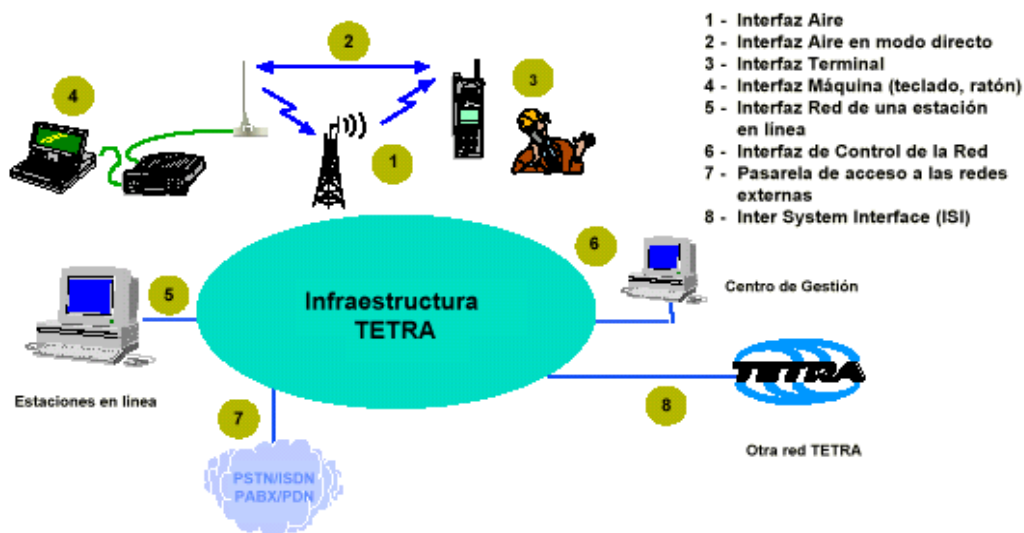 1 - Interfaz Aire
2 - Interfaz Aire en modo directo
3 - Interfaz Terminal
4 - Interfaz Máquina (teclado, ratón)
5 - Interfaz Red de una estación
en línea
6 - Interfaz de Control de la Red
7 - Pasarela de acceso a las redes
externas
8 - Inter System Interface (ISI)
2
4
3
1
6
5
Infraestructura
TETRA
Centro de Gestión
TETRA
Estaciones en línea
8
7
Otra red TETRA
PSTN/ISDN
PABX/PDN